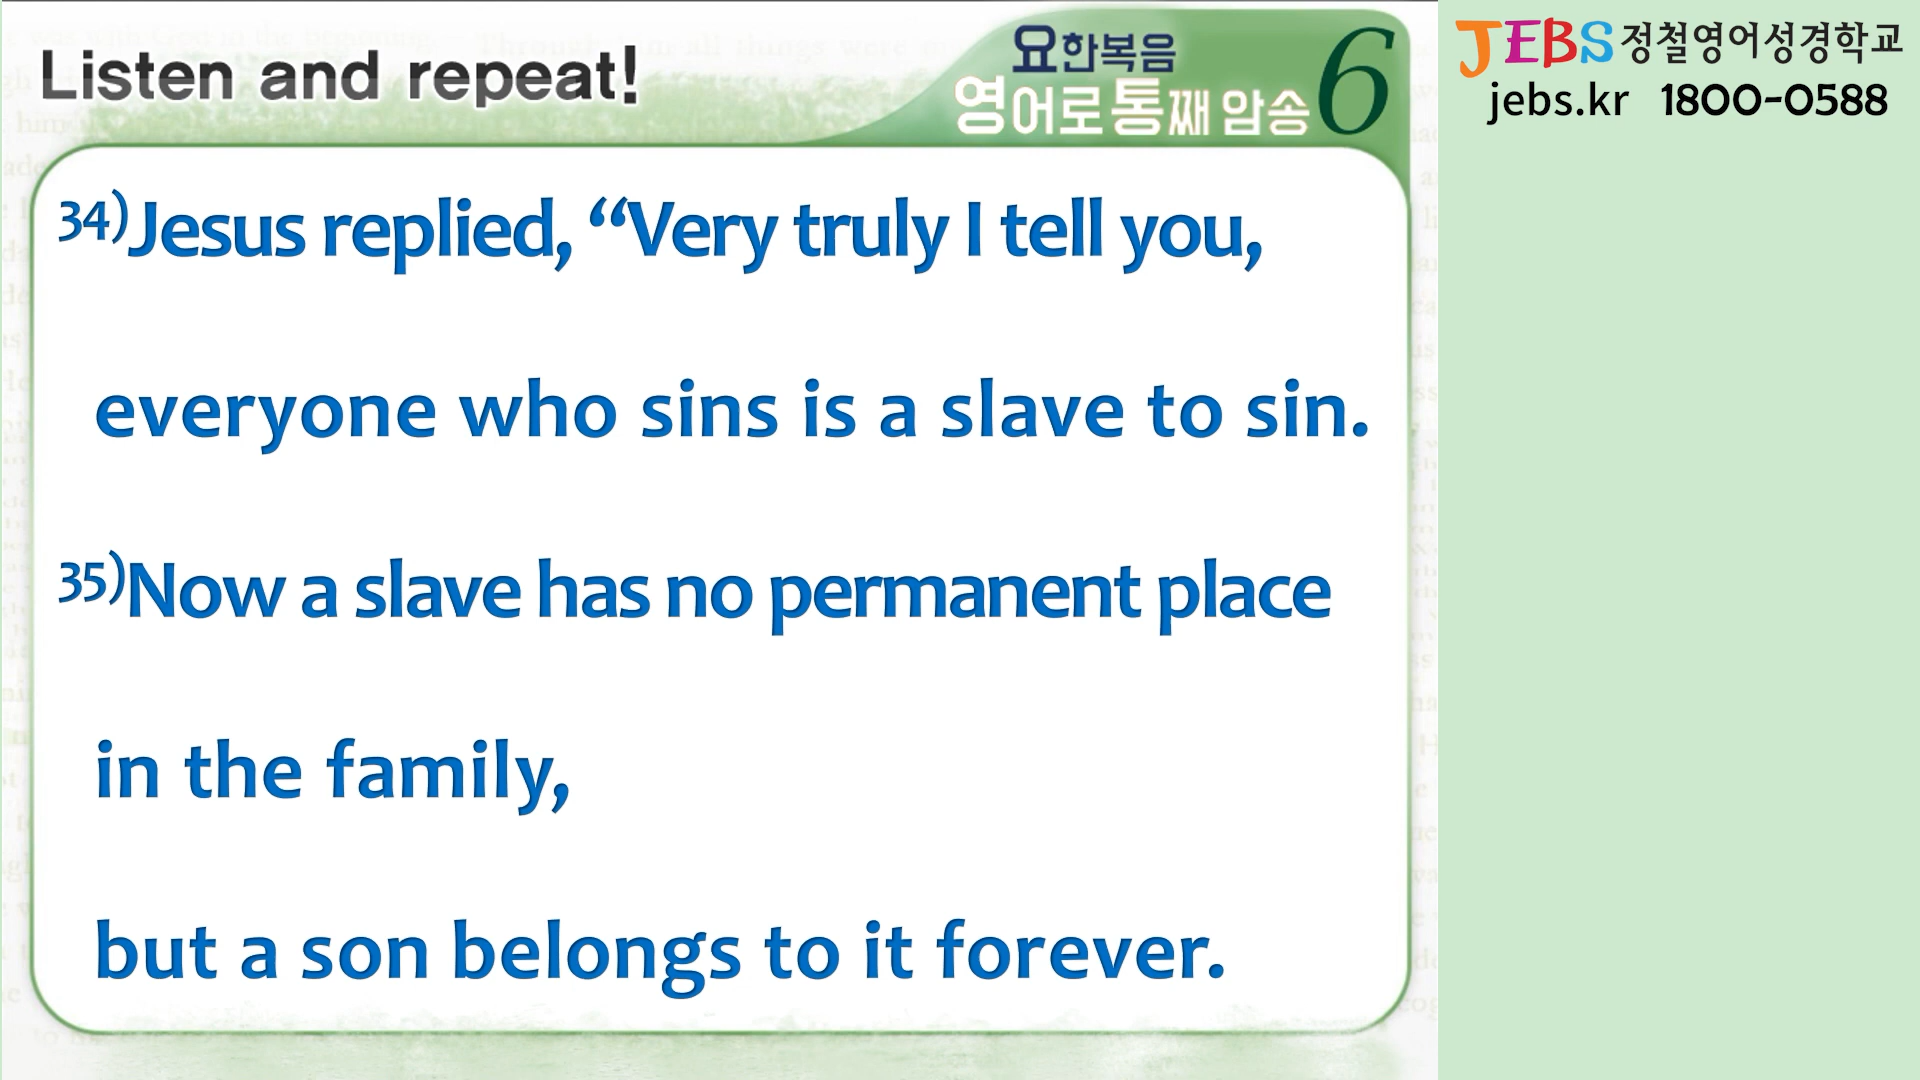 Listen and repeat!
요한복음
영어로 통째 암송 6
JEBS 정철영어성경학교
jebs.kr 1800-0588
34)Jesus replied, “Very truly I tell you,
everyone who sins is a slave to sin.
35)Now a slave has no permanent place
in the family,
but a son belongs to it forever.